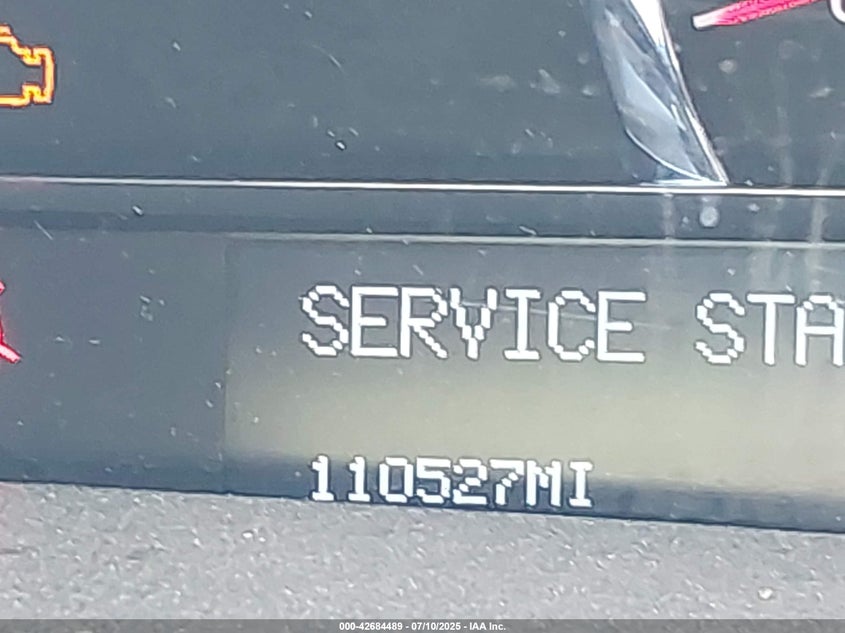 SERVICE STA
110527MI
000-42684489 - 07/10/2025 - IAA Inc.